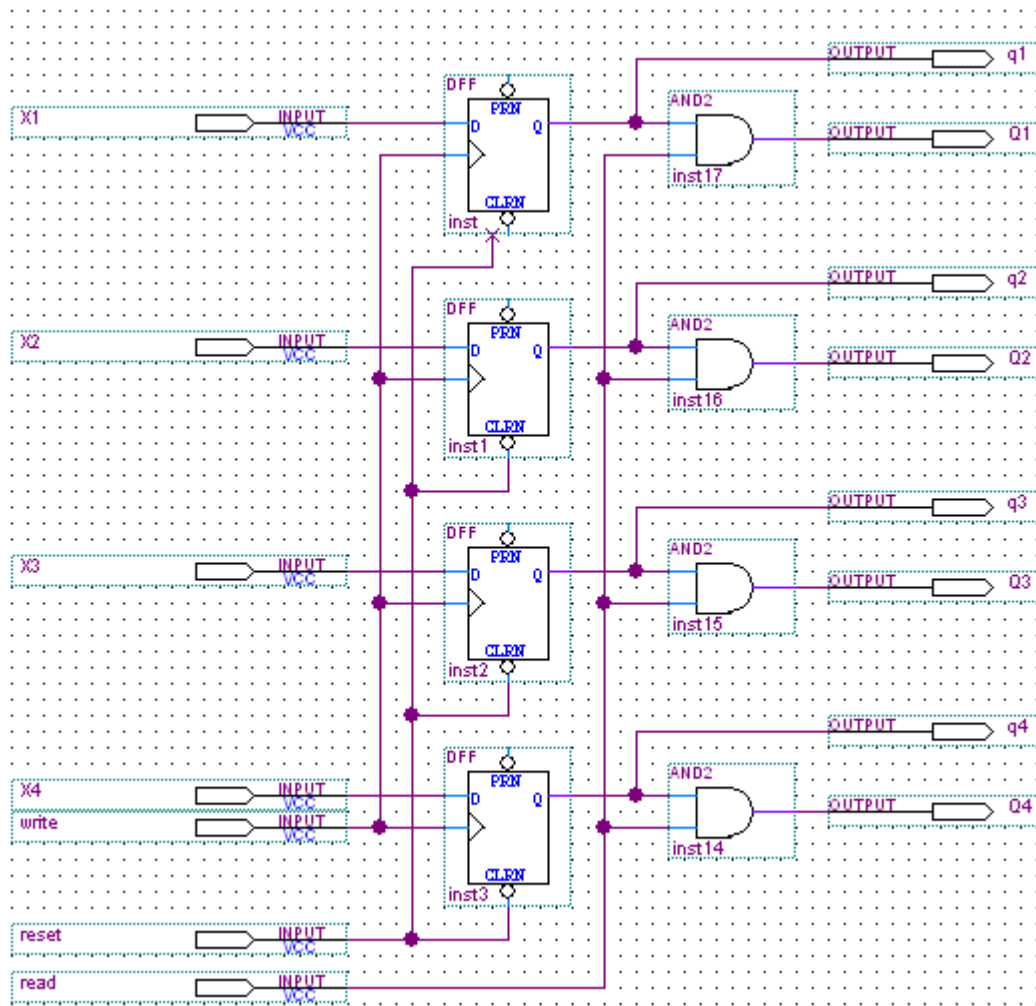 OUTPUT q1
DFF
AND2
X1 INPUT VCC
PRN
D Q
OUTPUT Q1
CLRN
inst
inst17
OUTPUT q2
DFF
AND2
X2 INPUT VCC
PRN
D Q
OUTPUT Q2
CLRN
inst1
inst16
OUTPUT q3
DFF
AND2
X3 INPUT VCC
PRN
D Q
OUTPUT Q3
CLRN
inst2
inst15
OUTPUT q4
DFF
AND2
X4 INPUT VCC
PRN
D Q
OUTPUT Q4
write INPUT VCC
CLRN
inst3
inst14
reset INPUT VCC
read INPUT VCC